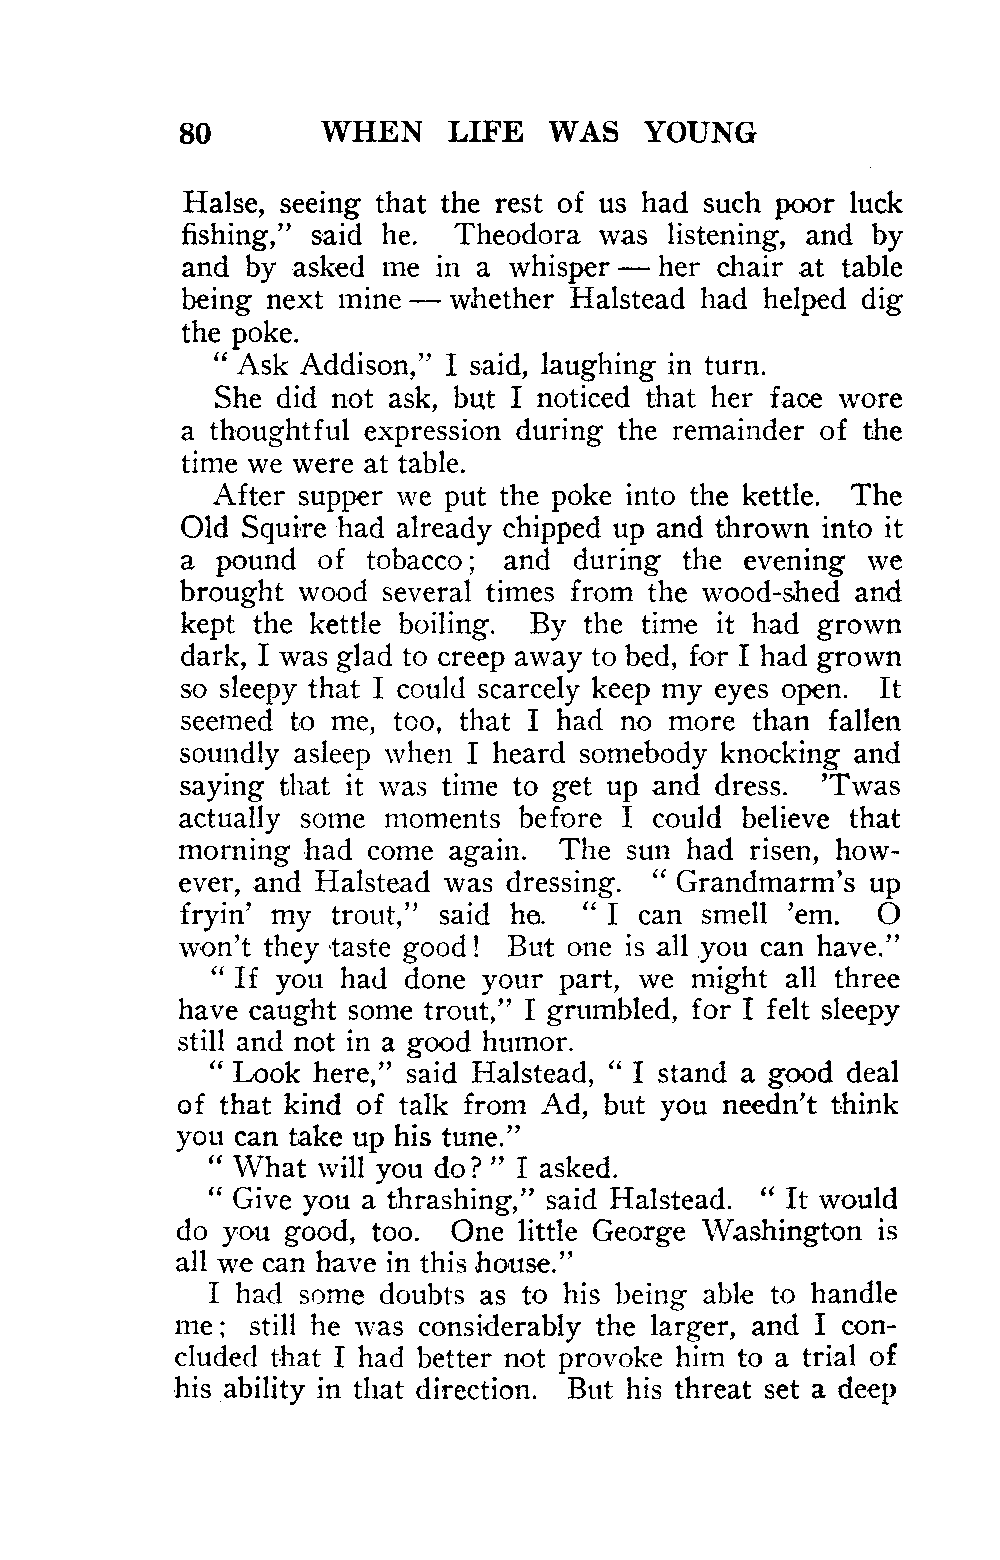 80 WHEN LIFE WAS YOUNG
Halse, seeing that the rest of us had such poor luck
fishing," said he. Theodora was listening, and by
and by asked me in a whisper — her chair at table
being next mine — whether Halstead had helped dig
the poke.
" Ask Addison," I said, laughing in turn.
She did not ask, but I noticed that her face wore
a thoughtful expression during the remainder of the
time we were at table.
After supper we put the poke into the kettle. The
Old Squire had already chipped up and thrown into it
a pound of tobacco; and during the evening we
brought wood several times from the wood-shed and
kept the kettle boiling. By the time it had grown
dark, I was glad to creep away to bed, for I had grown
so sleepy that I could scarcely keep my eyes open. It
seemed to me, too, that I had no more than fallen
soundly asleep when I heard somebody knocking and
saying that it was time to get up and dress. 'Twas
actually some moments before I could believe that
morning had come again. The sun had risen, how-
ever, and Halstead was dressing. " Grandmarm's up
fryin' my trout," said he. " I can smell 'em. O
won't they taste good! But one is all you can have."
" If you had done your part, we might all three
have caught some trout," I grumbled, for I felt sleepy
still and not in a good humor.
" Look here," said Halstead, " I stand a good deal
of that kind of talk from Ad, but you needn't think
you can take up his tune."
" What will you do? " I asked.
" Give you a thrashing," said Halstead. " It would
do you good, too. One little George Washington is
all we can have in this house."
I had some doubts as to his being able to handle
me; still he was considerably the larger, and I con-
cluded that I had better not provoke him to a trial of
his ability in that direction. But his threat set a deep